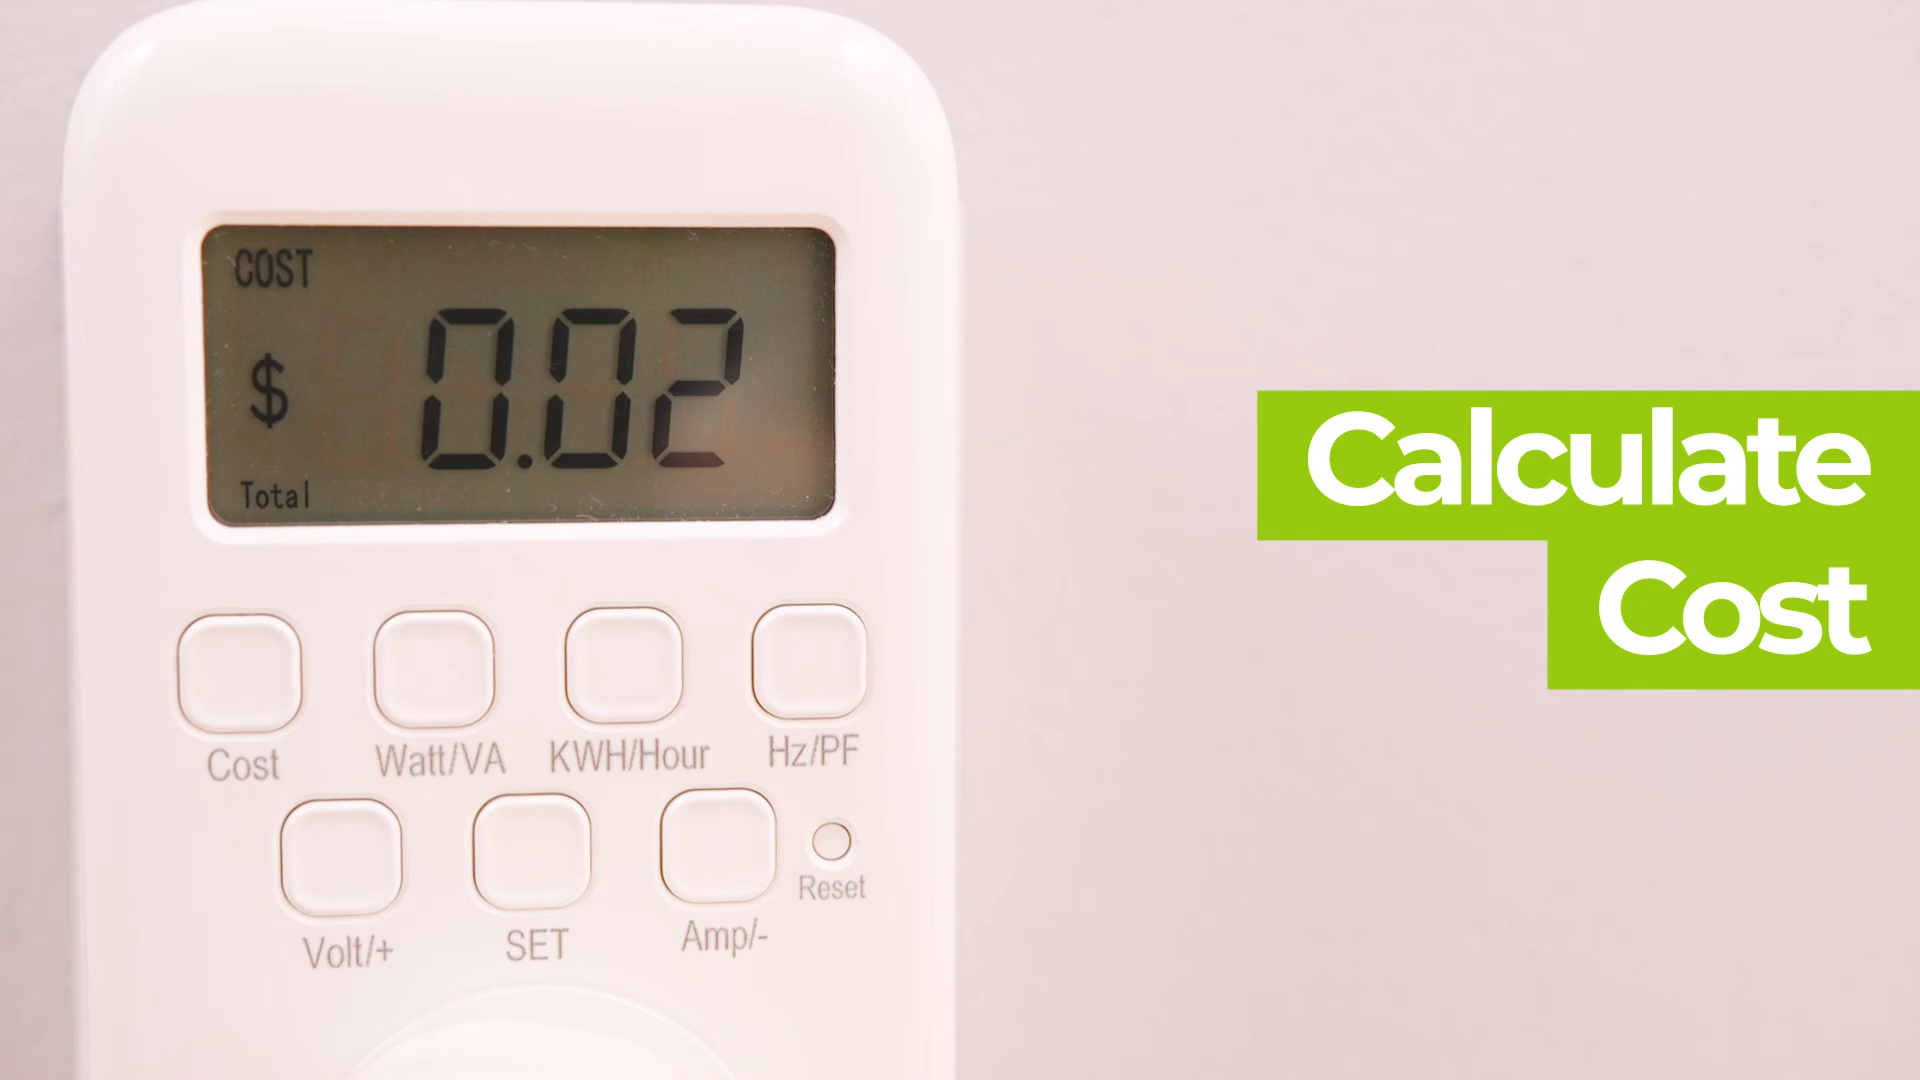 COST
$ 0.02
Total
Cost Watt/VA KWH/Hour Hz/PF
Volt/+ SET Amp/- Reset
Calculate
Cost